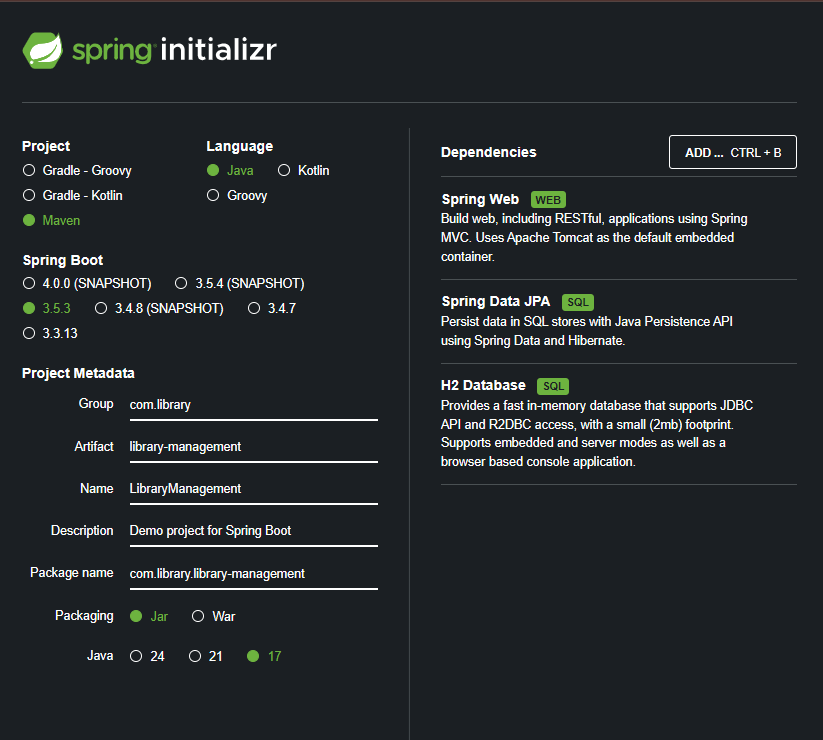 spring initializr
Project
Gradle - Groovy
Gradle - Kotlin
Maven
Language
Java Kotlin
Groovy
Spring Boot
4.0.0 (SNAPSHOT) 3.5.4 (SNAPSHOT)
3.5.3 3.4.8 (SNAPSHOT) 3.4.7
3.3.13
Project Metadata
Group com.library
Artifact library-management
Name LibraryManagement
Description Demo project for Spring Boot
Package name com.library.library-management
Packaging Jar War
Java 24 21 17
Dependencies ADD ... CTRL + B
Spring Web WEB
Build web, including RESTful, applications using Spring
MVC. Uses Apache Tomcat as the default embedded
container.
Spring Data JPA SQL
Persist data in SQL stores with Java Persistence API
using Spring Data and Hibernate.
H2 Database SQL
Provides a fast in-memory database that supports JDBC
API and R2DBC access, with a small (2mb) footprint.
Supports embedded and server modes as well as a
browser based console application.